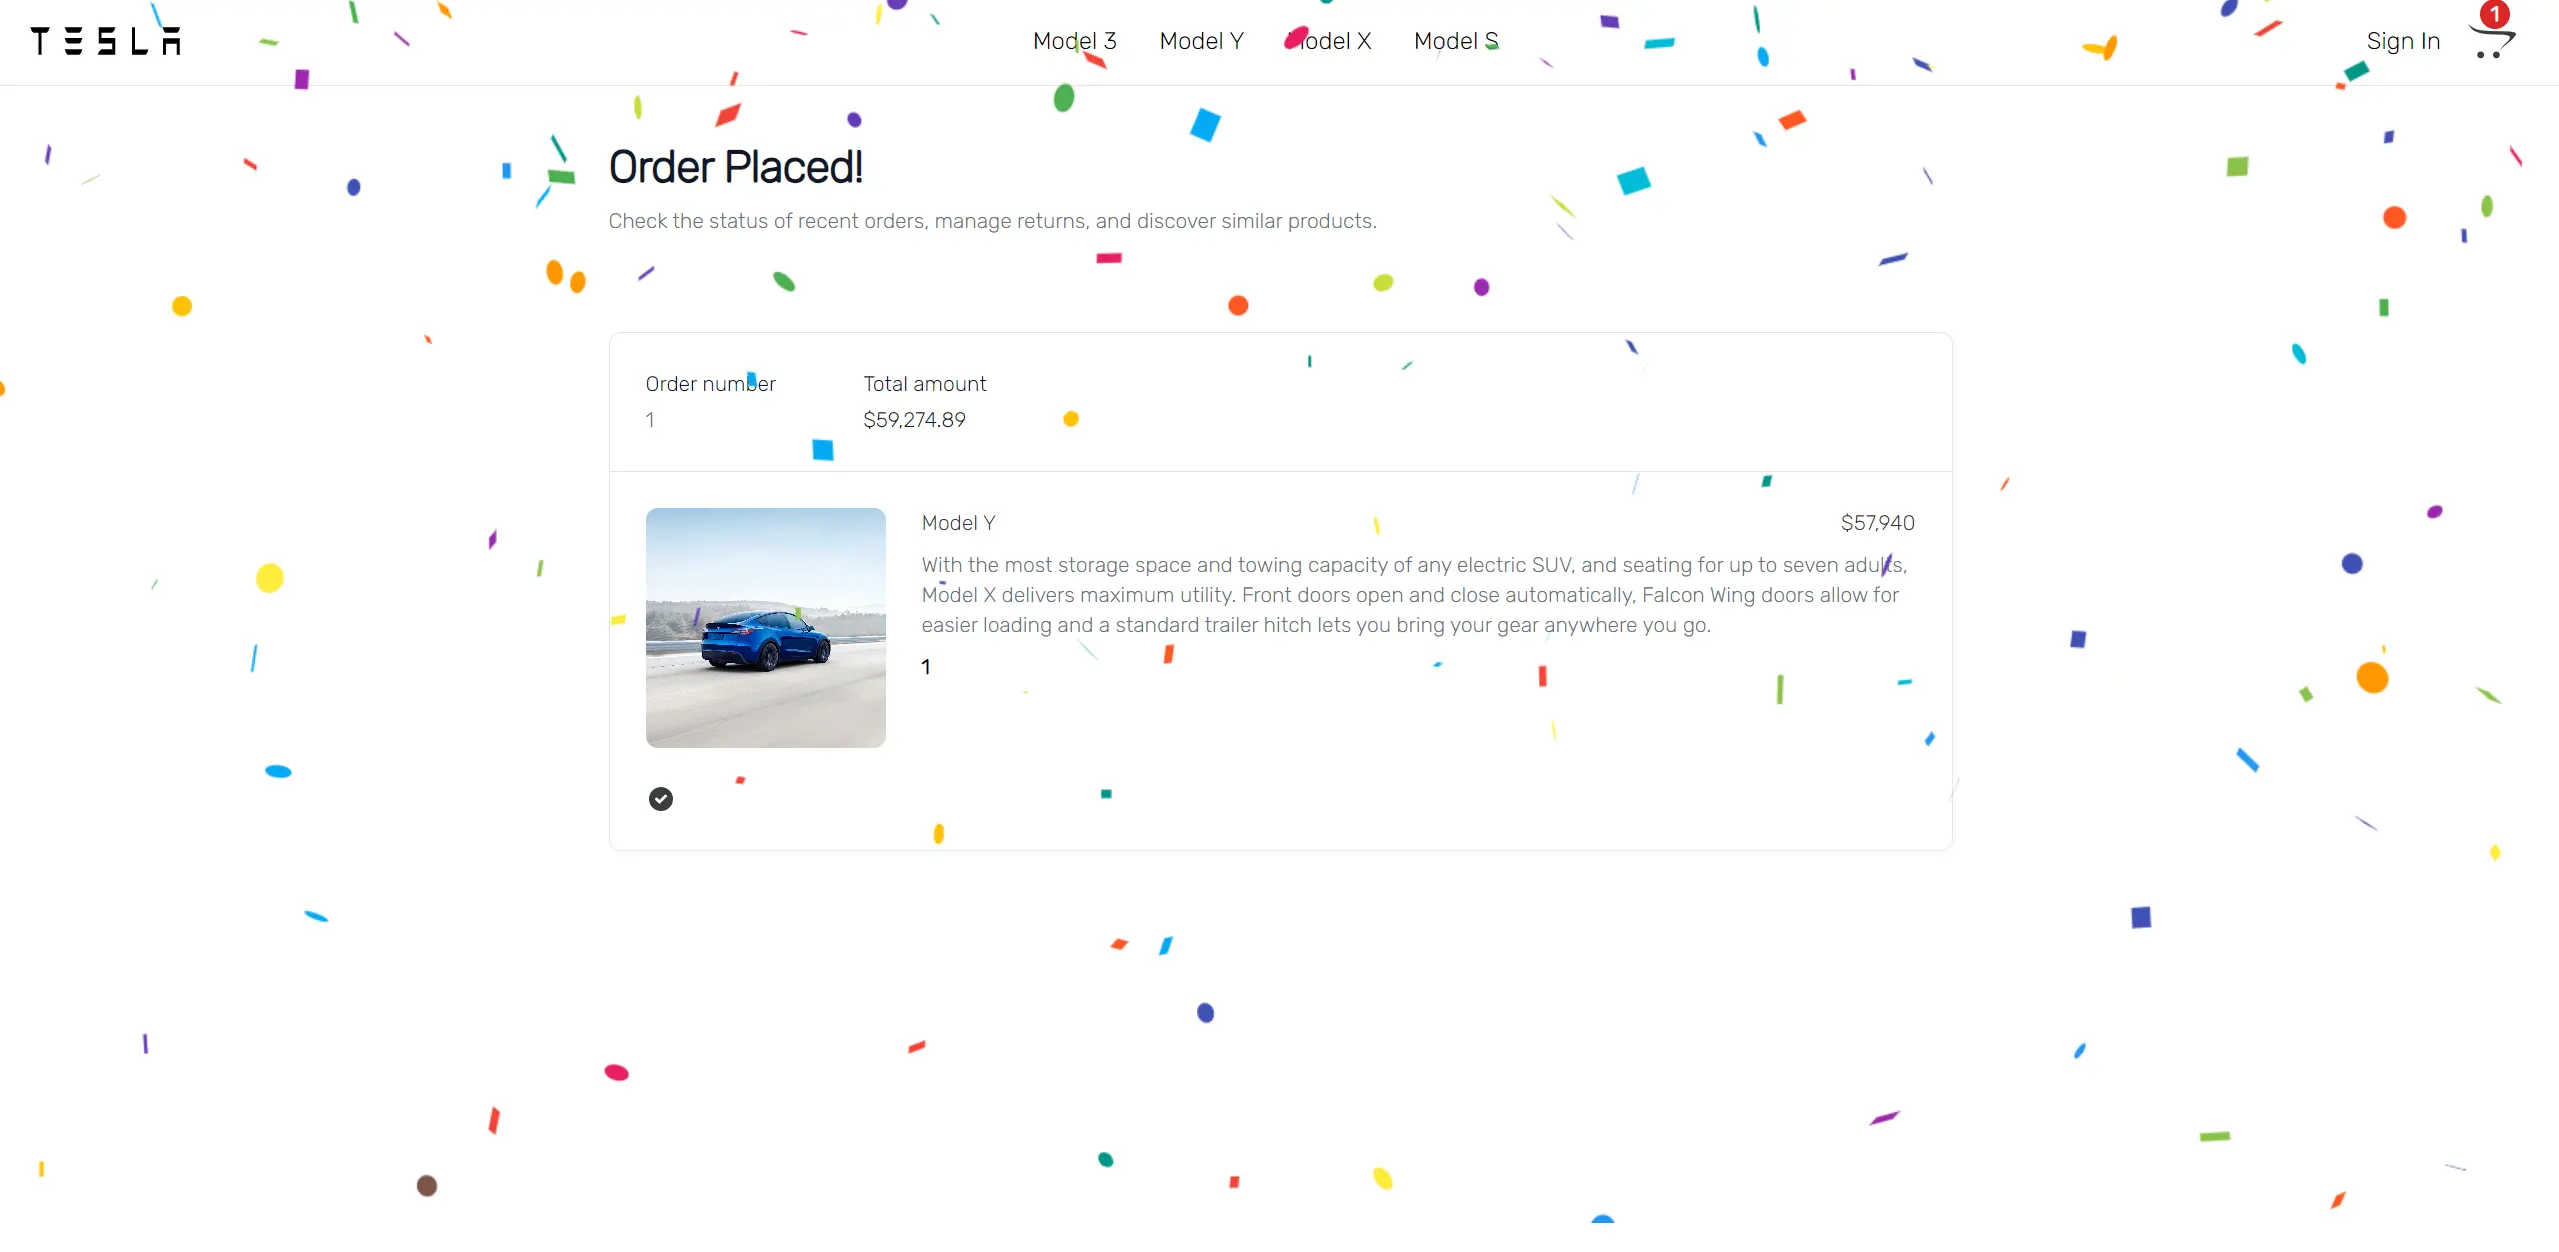 TESLA
Model 3 Model Y Model X Model S
Sign In
1
Order Placed!
Check the status of recent orders, manage returns, and discover similar products.
Order number Total amount
1 $59,274.89
Model Y $57,940
With the most storage space and towing capacity of any electric SUV, and seating for up to seven adults,
Model X delivers maximum utility. Front doors open and close automatically, Falcon Wing doors allow for
easier loading and a standard trailer hitch lets you bring your gear anywhere you go.
1